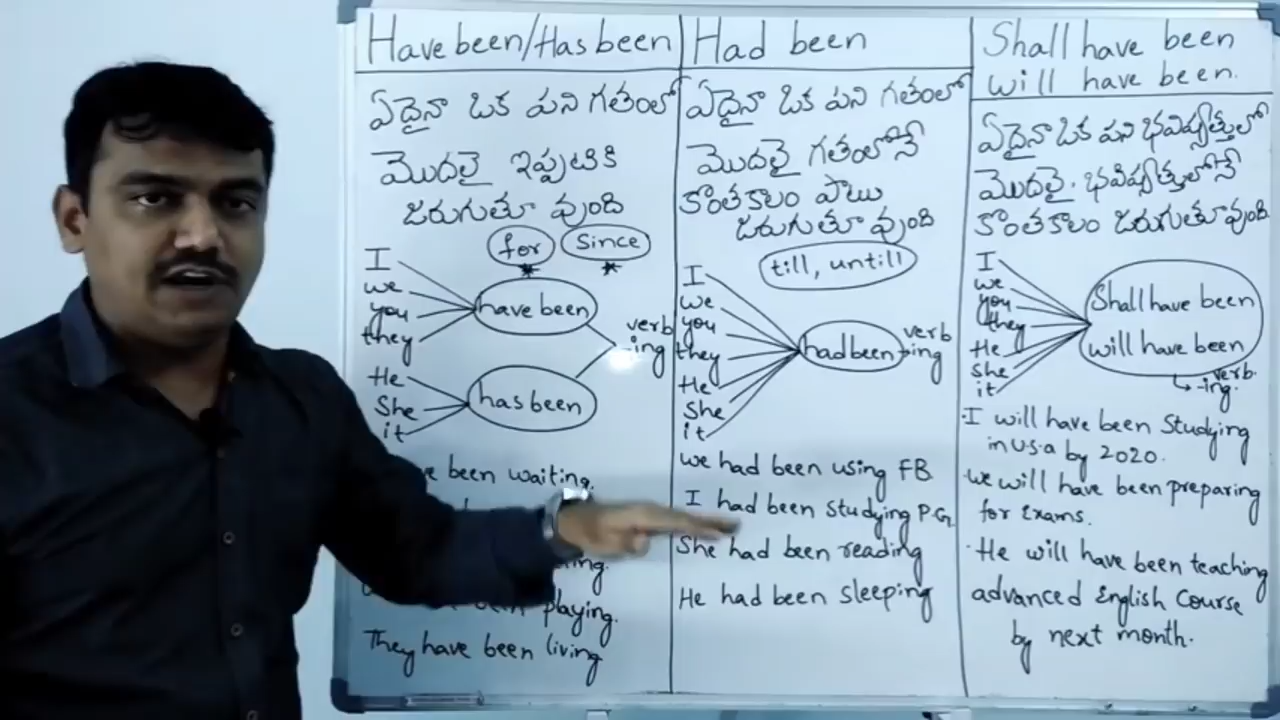 Have been/Has been
ఏదైనా ఒక పని గతంలో
మొదలై ఇప్పటికి
జరుగుతూ వుంది
for
Since
I
we
you
they
have been
He
She
it
has been
verb
-ing
been waiting.
ing.
been playing.
They have been living
Had been
ఏదైనా ఒక పని గతంలో
మొదలై గతంలోనే
కొంతకాలం పాటు
జరుగుతూ వుంది
till, untill
I
we
you
they
He
She
it
had been
verb
ing
we had been using FB
I had been Studying P.G
She had been reading
He had been sleeping
Shall have been
will have been.
ఏదైనా ఒక పని భవిష్యత్తులో
మొదలై. భవిష్యత్తులోనే
కొంతకాలం జరుగుతూ వుంది.
I
we
you
they
He
She
it
Shall have been
will have been
verb.
-ing.
·I will have been Studying
in U.S.a by 2020.
·we will have been preparing
for Exams.
·He will have been teaching
advanced English Course
by next month.